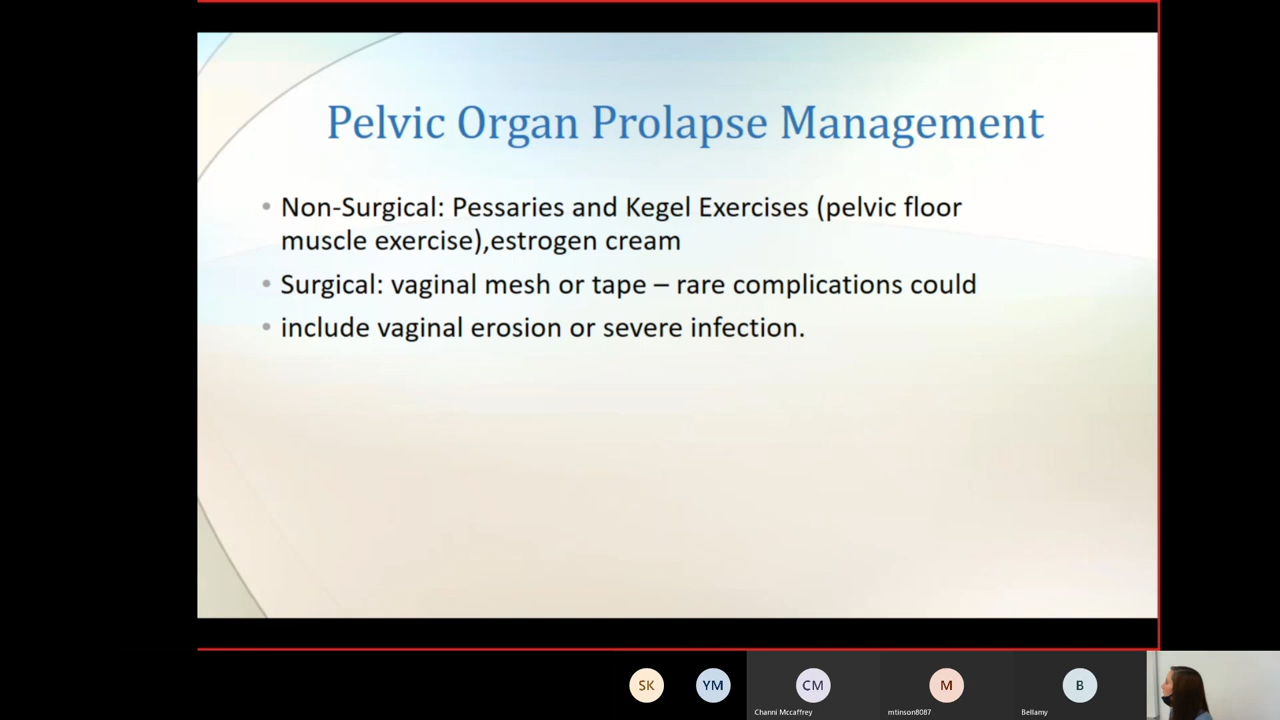 Pelvic Organ Prolapse Management
• Non-Surgical: Pessaries and Kegel Exercises (pelvic floor
muscle exercise),estrogen cream
• Surgical: vaginal mesh or tape – rare complications could
• include vaginal erosion or severe infection.
SK
YM
CM
M
B
Channi Mccaffrey
mtinson8087
Bellamy